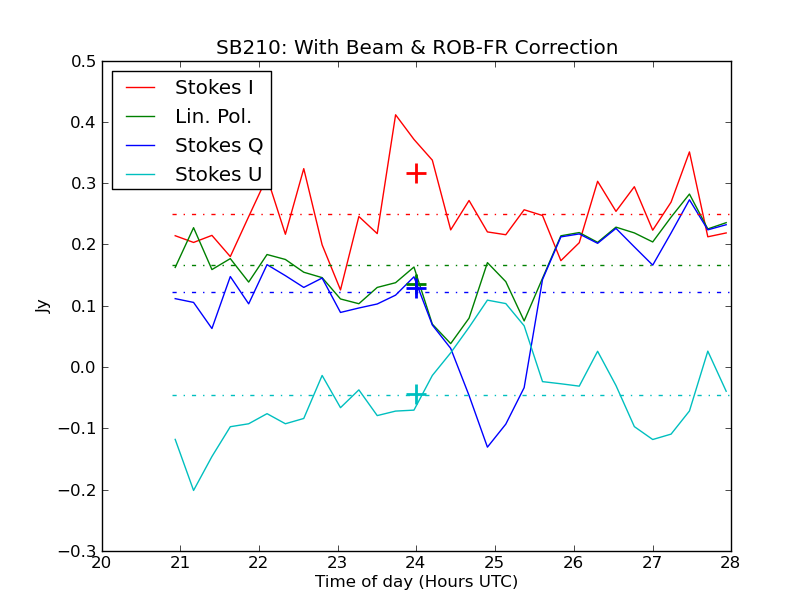 SB210: With Beam & ROB-FR Correction
Stokes I
Lin. Pol.
Stokes Q
Stokes U
0.5
0.4
0.3
0.2
0.1
0.0
−0.1
−0.2
−0.3
Jy
20 21 22 23 24 25 26 27 28
Time of day (Hours UTC)